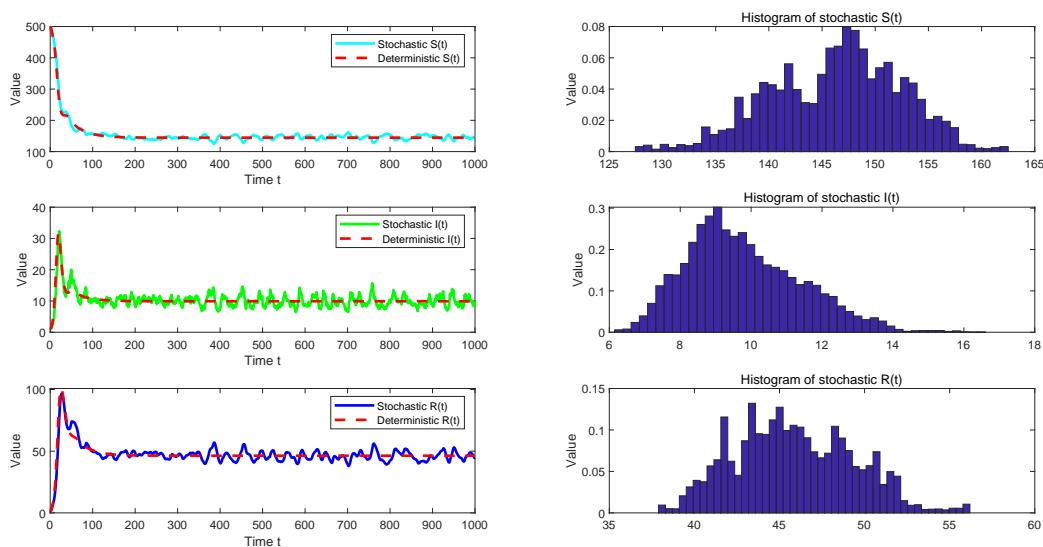 500
400
300
200
100
Value
0 100 200 300 400 500 600 700 800 900 1000
Time t
Stochastic S(t)
Deterministic S(t)
Histogram of stochastic S(t)
0.08
0.06
0.04
0.02
0
Value
125 130 135 140 145 150 155 160 165
40
30
20
10
0
Value
0 100 200 300 400 500 600 700 800 900 1000
Time t
Stochastic I(t)
Deterministic I(t)
Histogram of stochastic I(t)
0.3
0.2
0.1
0
Value
6 8 10 12 14 16 18
100
50
0
Value
0 100 200 300 400 500 600 700 800 900 1000
Time t
Stochastic R(t)
Deterministic R(t)
Histogram of stochastic R(t)
0.15
0.1
0.05
0
Value
35 40 45 50 55 60